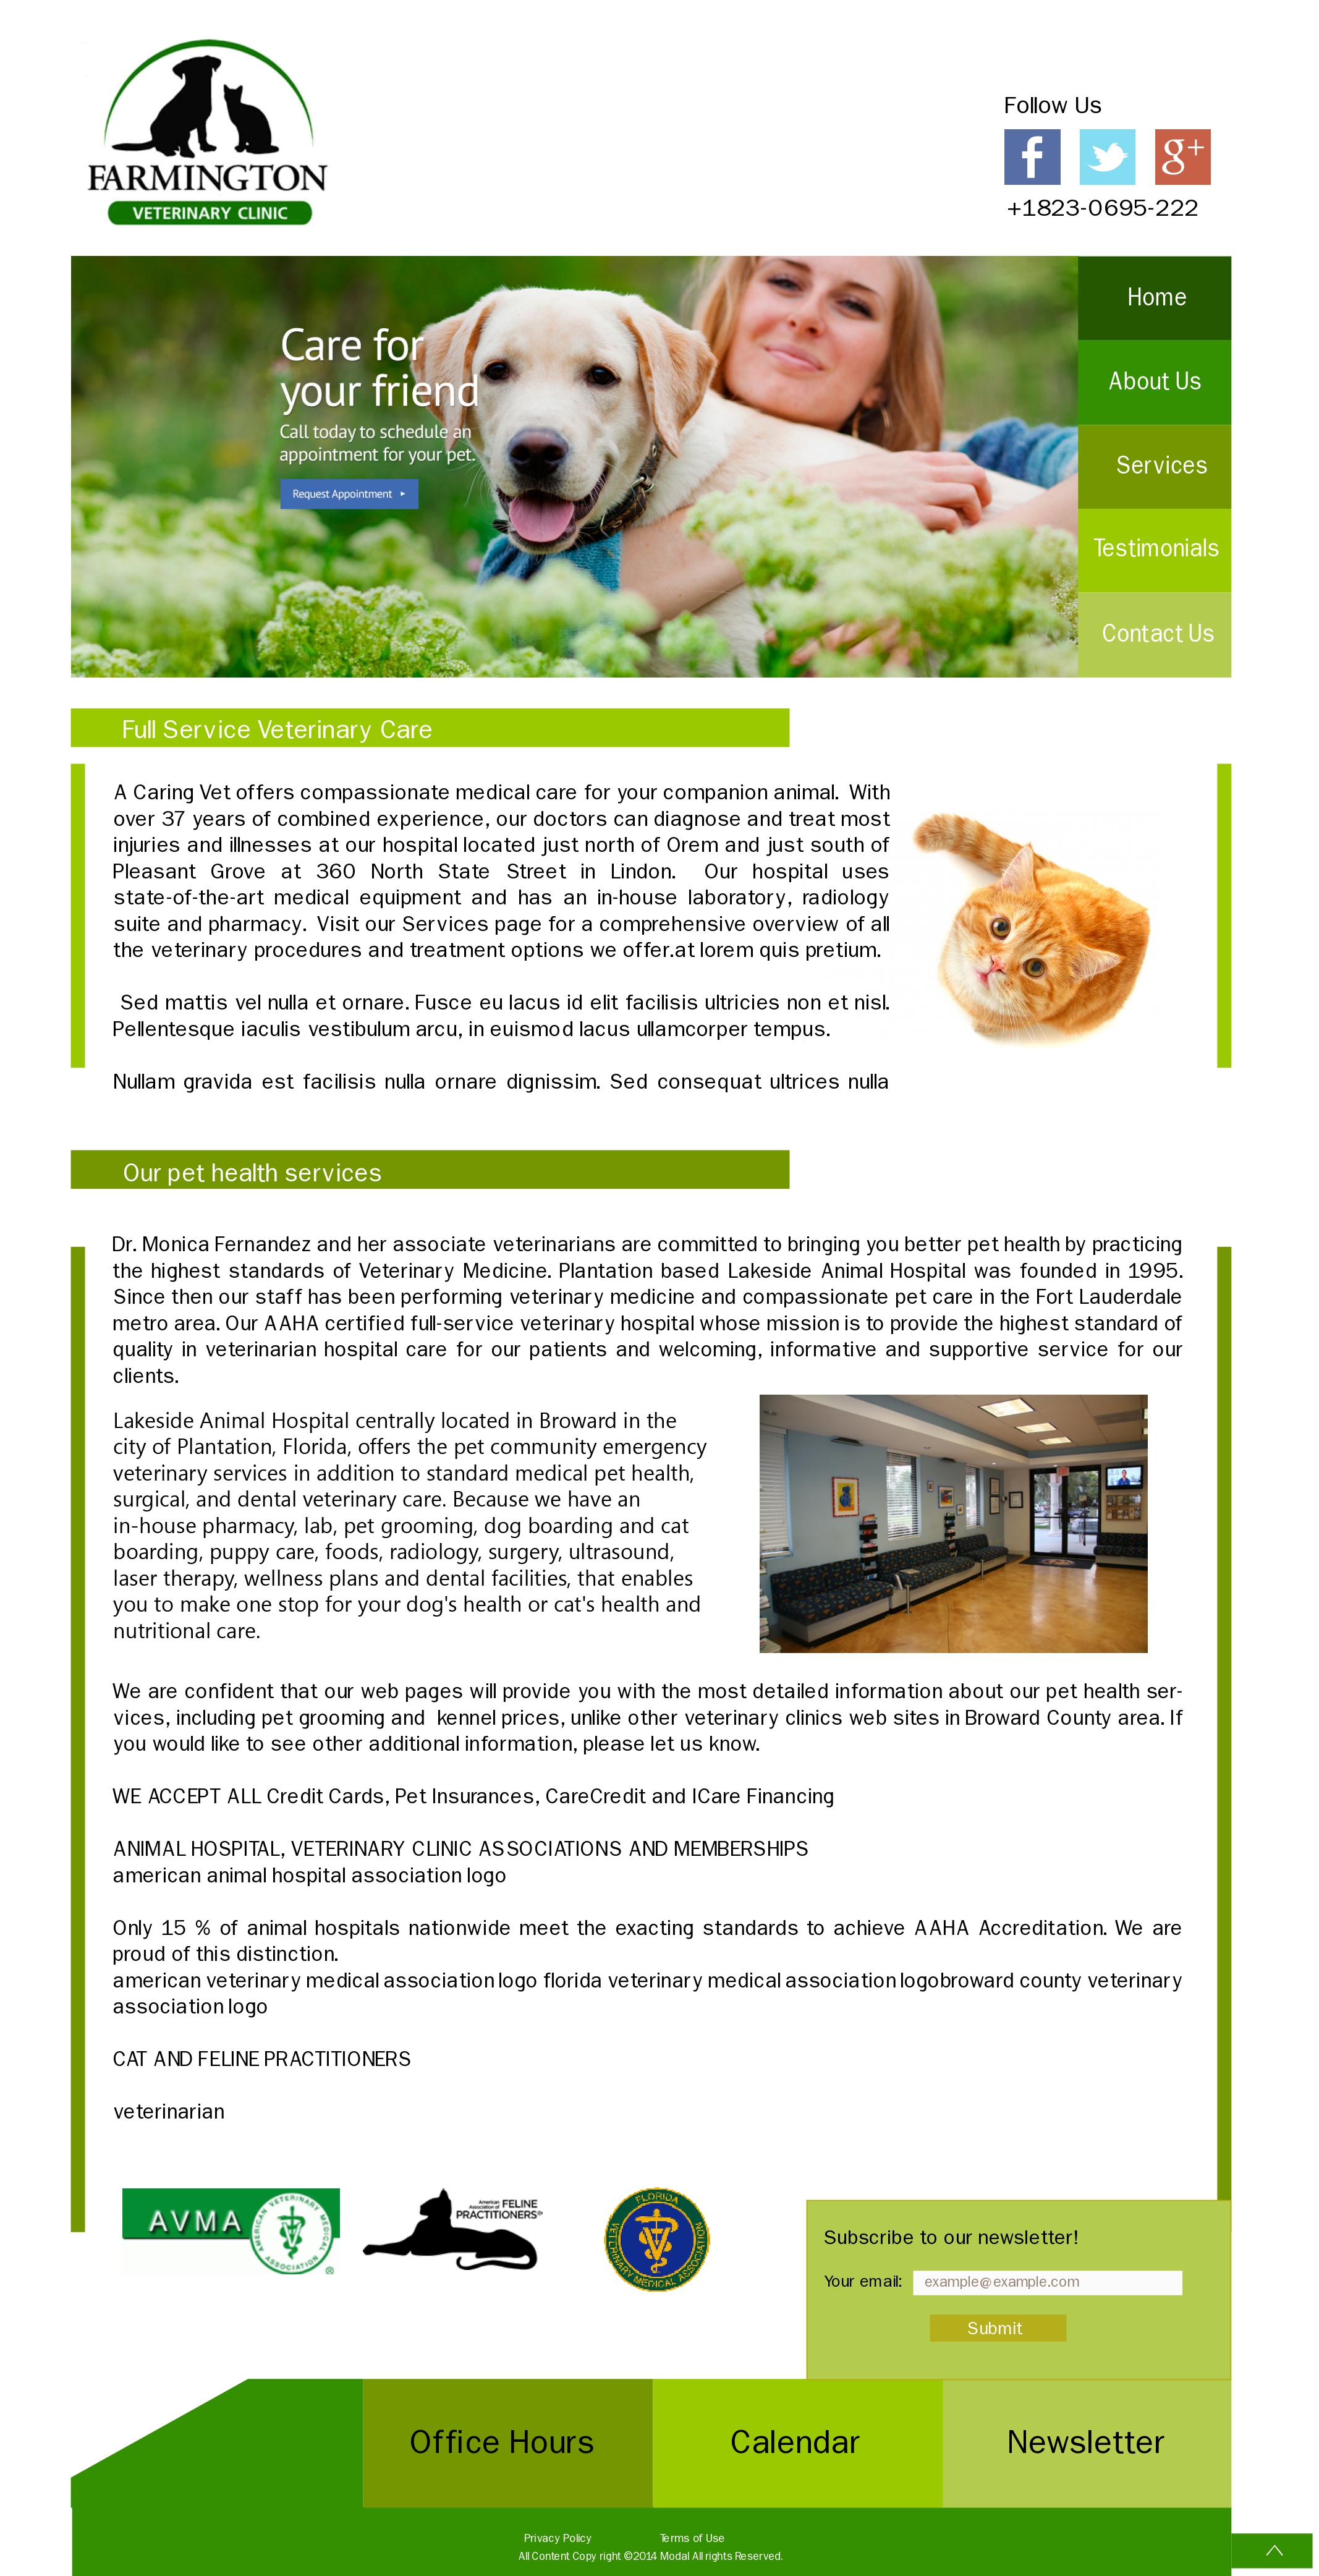 FARMINGTON
VETERINARY CLINIC
Follow Us
f
g+
+1823-0695-222
Care for
your friend
Call today to schedule an
appointment for your pet.
Request Appointment
Home
About Us
Services
Testimonials
Contact Us
Full Service Veterinary Care
A Caring Vet offers compassionate medical care for your companion animal. With
over 37 years of combined experience, our doctors can diagnose and treat most
injuries and illnesses at our hospital located just north of Orem and just south of
Pleasant Grove at 360 North State Street in Lindon. Our hospital uses
state-of-the-art medical equipment and has an in-house laboratory, radiology
suite and pharmacy. Visit our Services page for a comprehensive overview of all
the veterinary procedures and treatment options we offer.at lorem quis pretium.
Sed mattis vel nulla et ornare. Fusce eu lacus id elit facilisis ultricies non et nisl.
Pellentesque iaculis vestibulum arcu, in euismod lacus ullamcorper tempus.
Nullam gravida est facilisis nulla ornare dignissim. Sed consequat ultrices nulla
Our pet health services
Dr. Monica Fernandez and her associate veterinarians are committed to bringing you better pet health by practicing
the highest standards of Veterinary Medicine. Plantation based Lakeside Animal Hospital was founded in 1995.
Since then our staff has been performing veterinary medicine and compassionate pet care in the Fort Lauderdale
metro area. Our AAHA certified full-service veterinary hospital whose mission is to provide the highest standard of
quality in veterinarian hospital care for our patients and welcoming, informative and supportive service for our
clients.
Lakeside Animal Hospital centrally located in Broward in the
city of Plantation, Florida, offers the pet community emergency
veterinary services in addition to standard medical pet health,
surgical, and dental veterinary care. Because we have an
in-house pharmacy, lab, pet grooming, dog boarding and cat
boarding, puppy care, foods, radiology, surgery, ultrasound,
laser therapy, wellness plans and dental facilities, that enables
you to make one stop for your dog's health or cat's health and
nutritional care.
We are confident that our web pages will provide you with the most detailed information about our pet health ser-
vices, including pet grooming and kennel prices, unlike other veterinary clinics web sites in Broward County area. If
you would like to see other additional information, please let us know.
WE ACCEPT ALL Credit Cards, Pet Insurances, CareCredit and ICare Financing
ANIMAL HOSPITAL, VETERINARY CLINIC ASSOCIATIONS AND MEMBERSHIPS
american animal hospital association logo
Only 15 % of animal hospitals nationwide meet the exacting standards to achieve AAHA Accreditation. We are
proud of this distinction.
american veterinary medical association logo florida veterinary medical association logobroward county veterinary
association logo
CAT AND FELINE PRACTITIONERS
veterinarian
AVMA
AMERICAN VETERINARY MEDICAL ASSOCIATION
®
American
Association of
FELINE
PRACTITIONERS
FLORIDA
VETERINARY MEDICAL ASSOCIATION
Subscribe to our newsletter!
Your email: example@example.com
Submit
Office Hours
Calendar
Newsletter
Privacy Policy
Terms of Use
All Content Copy right ©2014 Modal All rights Reserved.